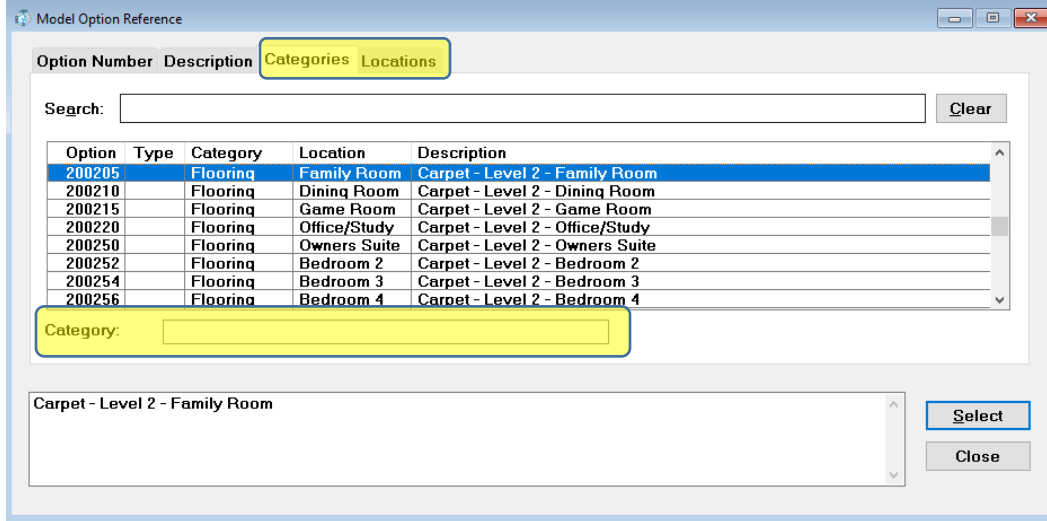 Model Option Reference
Option Number Description Categories Locations
Search: Clear
Option Type Category Location Description
200205 Flooring Family Room Carpet - Level 2 - Family Room
200210 Flooring Dining Room Carpet - Level 2 - Dining Room
200215 Flooring Game Room Carpet - Level 2 - Game Room
200220 Flooring Office/Study Carpet - Level 2 - Office/Study
200250 Flooring Owners Suite Carpet - Level 2 - Owners Suite
200252 Flooring Bedroom 2 Carpet - Level 2 - Bedroom 2
200254 Flooring Bedroom 3 Carpet - Level 2 - Bedroom 3
200256 Flooring Bedroom 4 Carpet - Level 2 - Bedroom 4
Category:
Carpet - Level 2 - Family Room
Select
Close